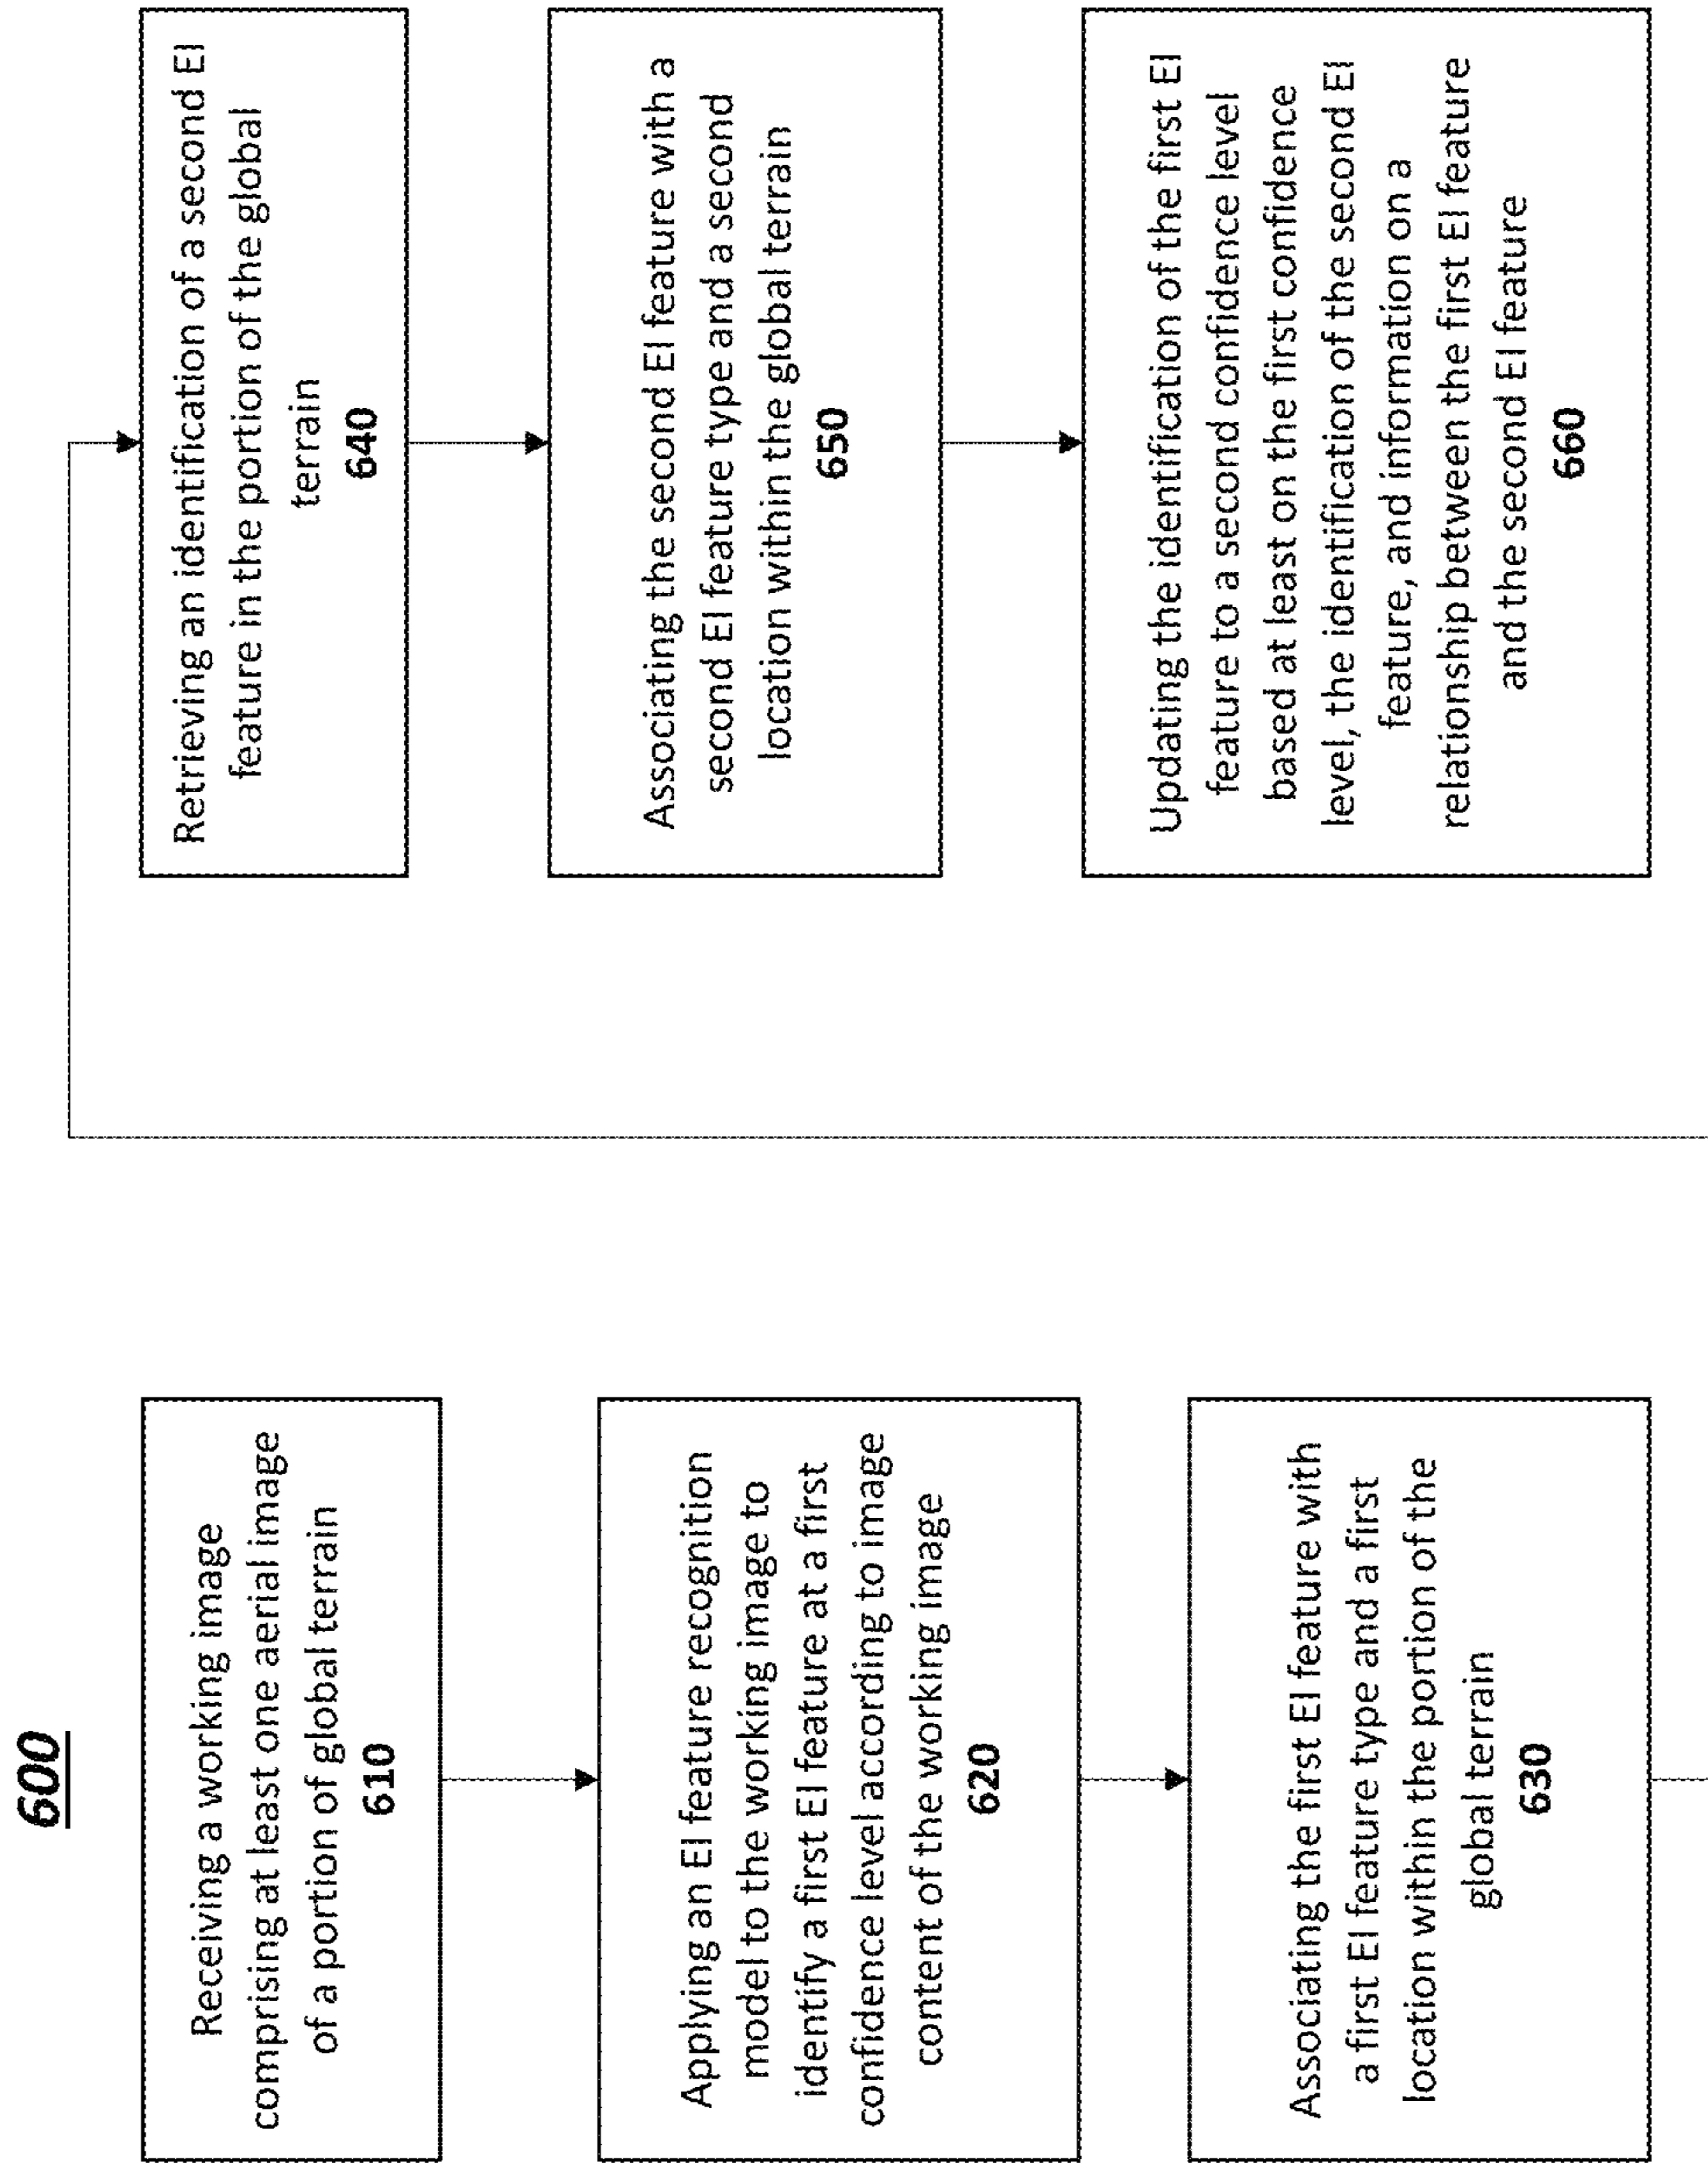 600
Receiving a working image
comprising at least one aerial image
of a portion of global terrain
610
Applying an EI feature recognition
model to the working image to
identify a first EI feature at a first
confidence level according to image
content of the working image
620
Associating the first EI feature with
a first EI feature type and a first
location within the portion of the
global terrain
630
Retrieving an identification of a second EI
feature in the portion of the global
terrain
640
Associating the second EI feature with a
second EI feature type and a second
location within the global terrain
650
Updating the identification of the first EI
feature to a second confidence level
based at least on the first confidence
level, the identification of the second EI
feature, and information on a
relationship between the first EI feature
and the second EI feature
660